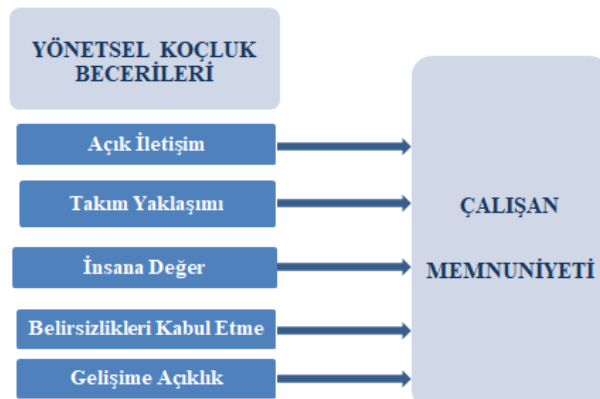 YÖNETSEL KOÇLUK
BECERİLERİ
Açık İletişim
Takım Yaklaşımı
İnsana Değer
Belirsizlikleri Kabul Etme
Gelişime Açıklık
ÇALIŞAN
MEMNUNİYETİ